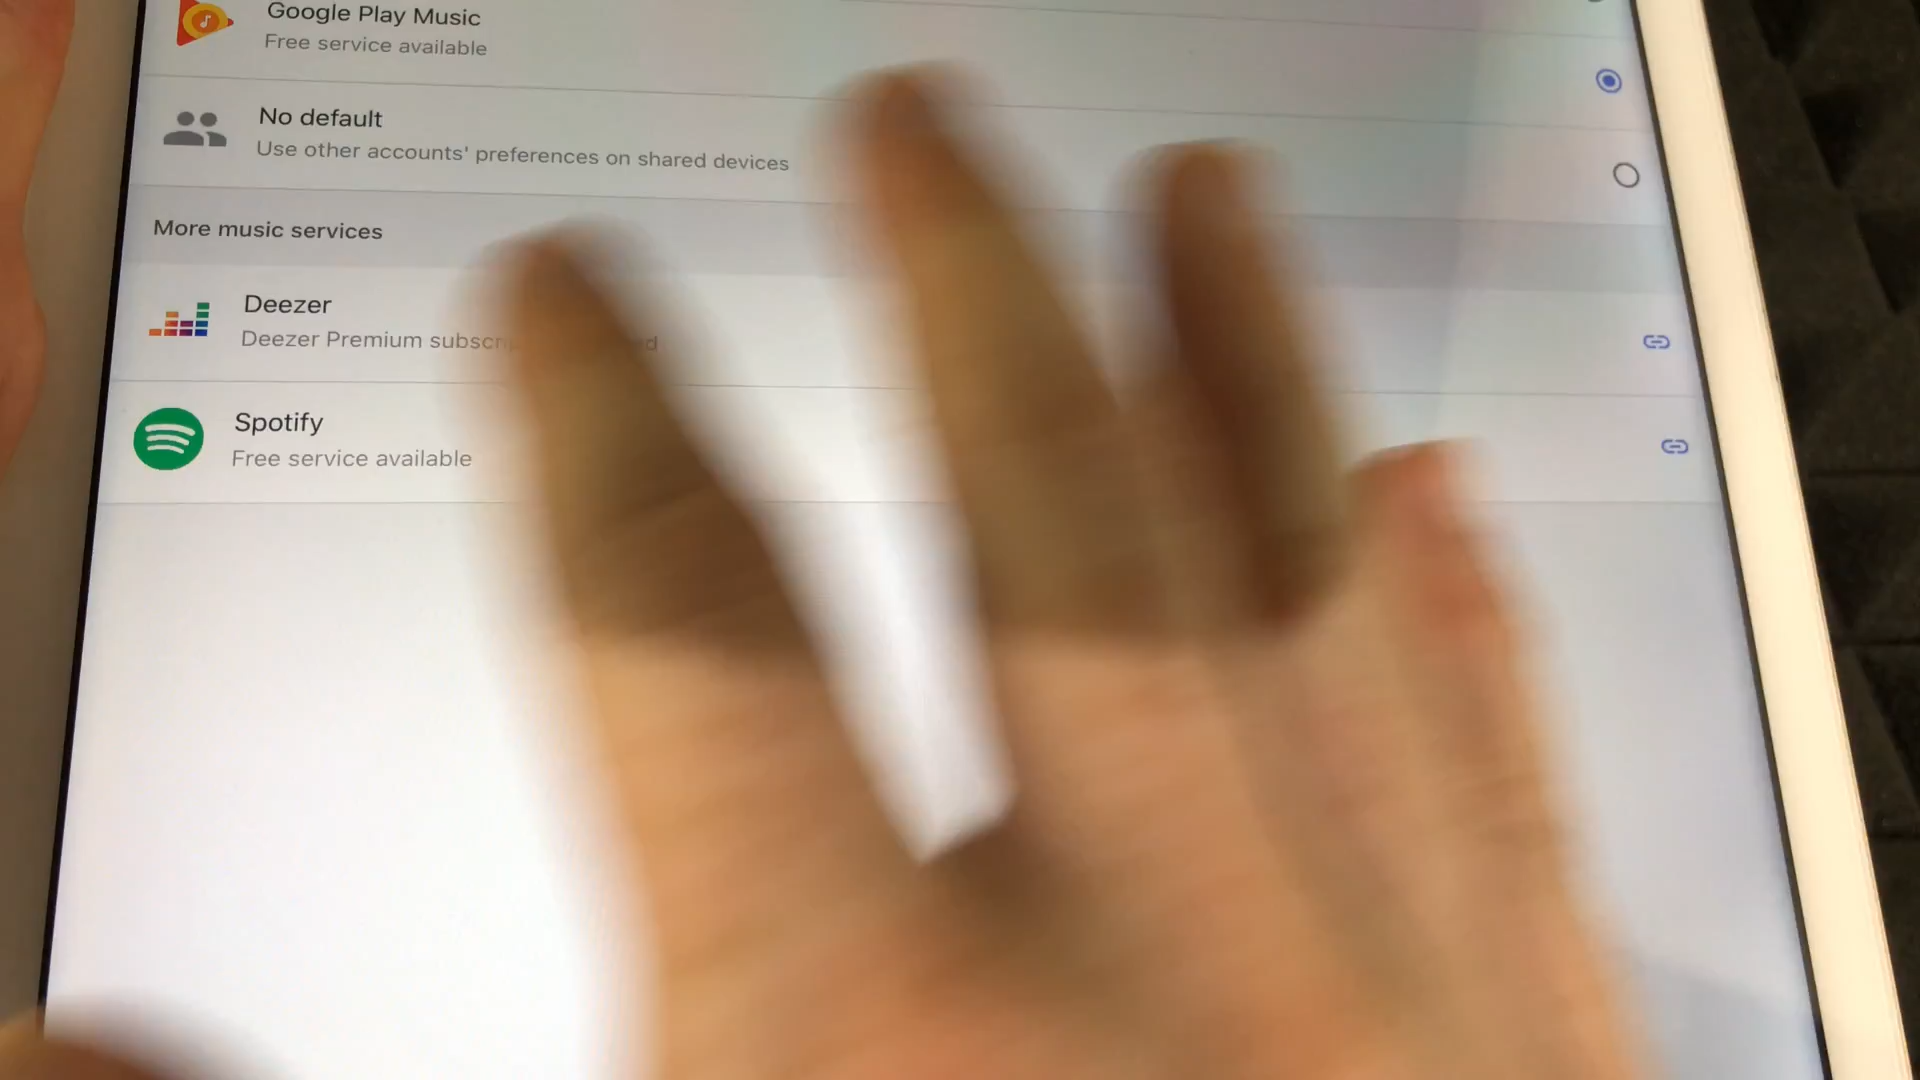 Google Play Music
Free service available
No default
Use other accounts' preferences on shared devices
More music services
Deezer
Deezer Premium
Spotify
Free service available